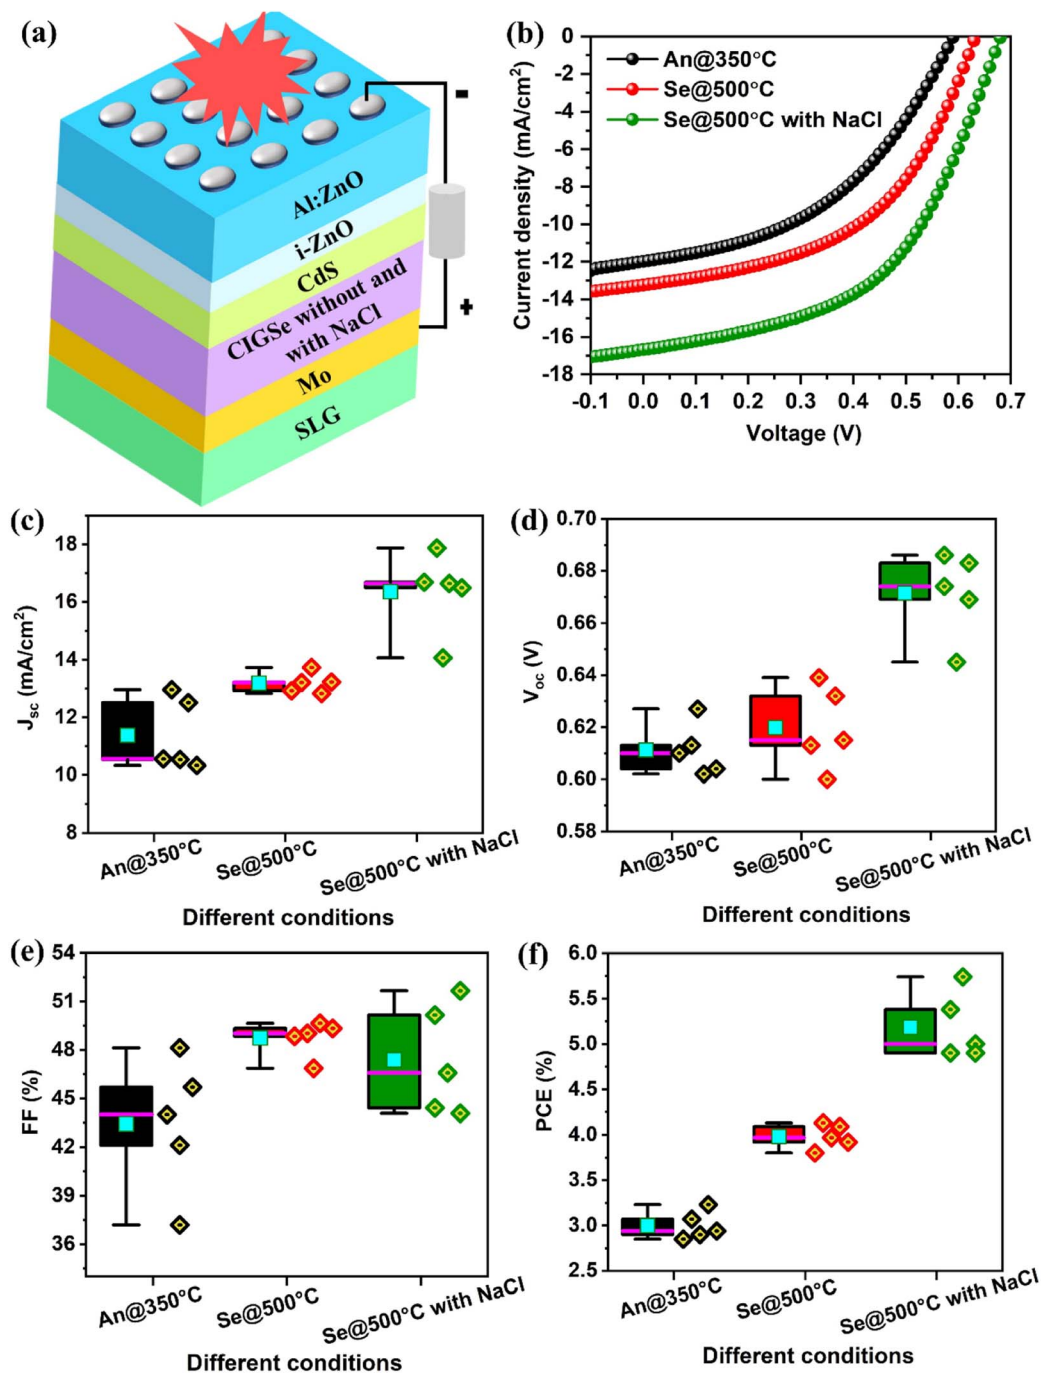 (a)
-
Al:ZnO
i-ZnO
CdS
CIGSe without and
with NaCl
+
Mo
SLG
(b)
An@350°C
Se@500°C
Se@500°C with NaCl
Current density (mA/cm²)
0
-2
-4
-6
-8
-10
-12
-14
-16
-18
-0.1 0.0 0.1 0.2 0.3 0.4 0.5 0.6 0.7
Voltage (V)
(c)
Jsc (mA/cm²)
18
16
14
12
10
8
An@350°C Se@500°C Se@500°C with NaCl
Different conditions
(d)
Voc (V)
0.70
0.68
0.66
0.64
0.62
0.60
0.58
An@350°C Se@500°C Se@500°C with NaCl
Different conditions
(e)
FF (%)
54
51
48
45
42
39
36
An@350°C Se@500°C Se@500°C with NaCl
Different conditions
(f)
PCE (%)
6.0
5.5
5.0
4.5
4.0
3.5
3.0
2.5
An@350°C Se@500°C Se@500°C with NaCl
Different conditions